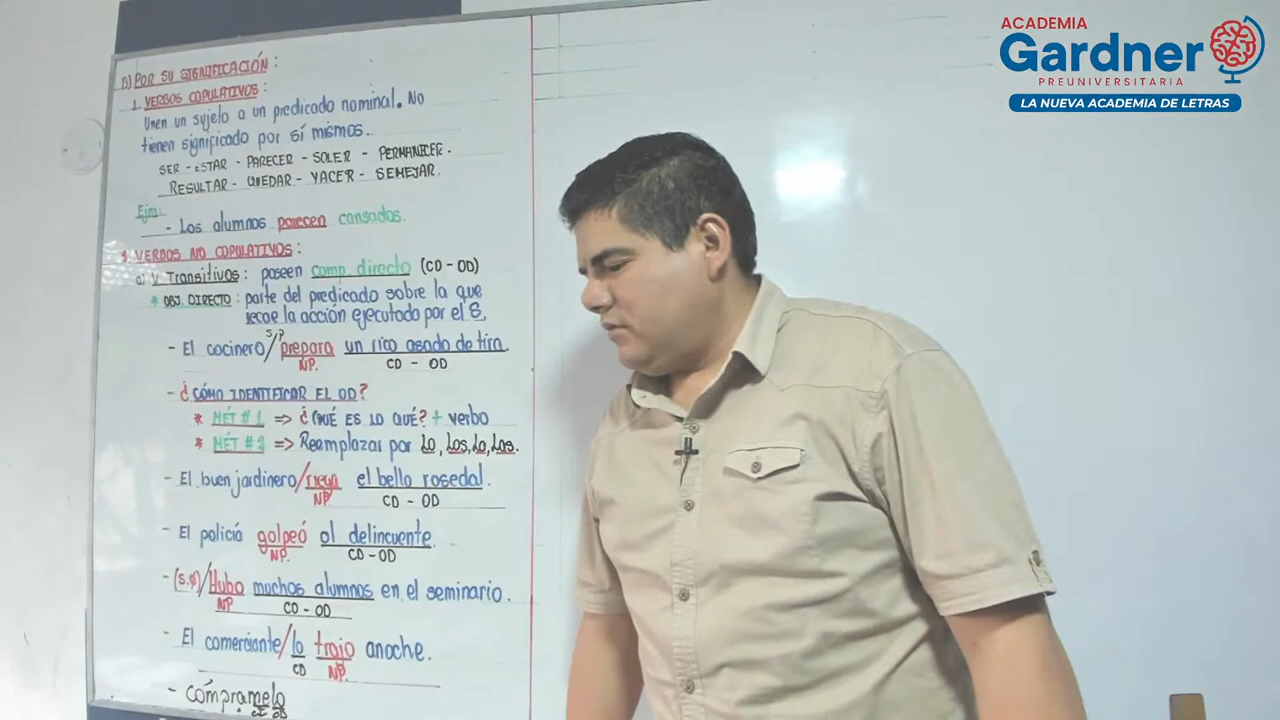 ACADEMIA
Gardner
PREUNIVERSITARIA
LA NUEVA ACADEMIA DE LETRAS
A) POR SU SIGNIFICACIÓN:
1. VERBOS COPULATIVOS:
Unen un sujeto a un predicado nominal. No
tienen significado por sí mismos.
SER - ESTAR - PARECER - SOLER - PERMANECER.
RESULTAR - QUEDAR - YACER - SEMEJAR.
Ejm:
- Los alumnos parecen cansados.
2. VERBOS NO COPULATIVOS:
a) V. Transitivos: poseen comp. directo (CD - OD)
* OBJ. DIRECTO: parte del predicado sobre la que
recae la acción ejecutado por el S.
S P
- El cocinero/prepara un rico asado de tira.
NP. CD - OD
- ¿CÓMO IDENTIFICAR EL OD?
* MÉT # 1 => ¿QUÉ ES LO QUÉ? + verbo
* MÉT # 2 => Reemplazar por Lo, Los, La, Las.
- El buen jardinero/riega el bello rosedal.
NP. CD - OD
- El policía golpeó al delincuente.
NP. CD - OD
- (S.Ø)/Hubo muchos alumnos en el seminario.
NP CD - OD
- El comerciante/lo trajo anoche.
CD NP.
- cómpramelo
CI CD